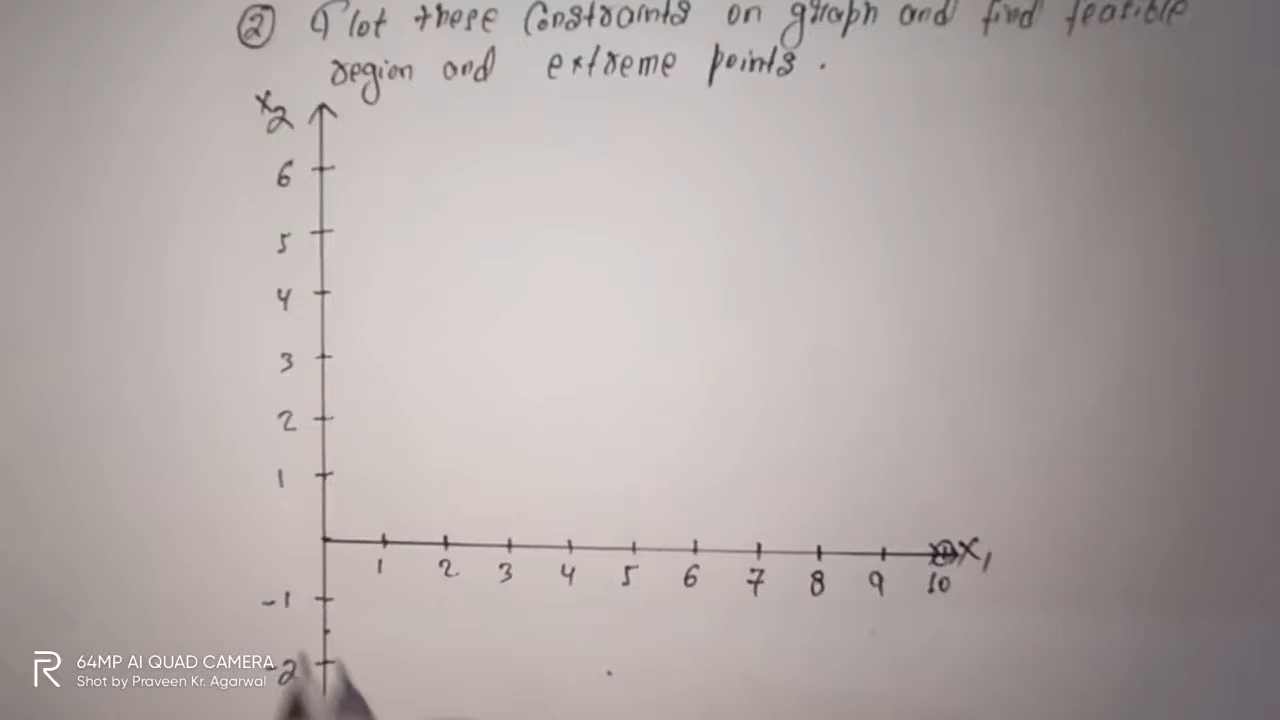 ② Plot these Constraints on graph and find feasible
region and extreme points.
x2
6
5
4
3
2
1
1 2 3 4 5 6 7 8 9 10 x1
-1
-2
64MP AI QUAD CAMERA
Shot by Praveen Kr. Agarwal